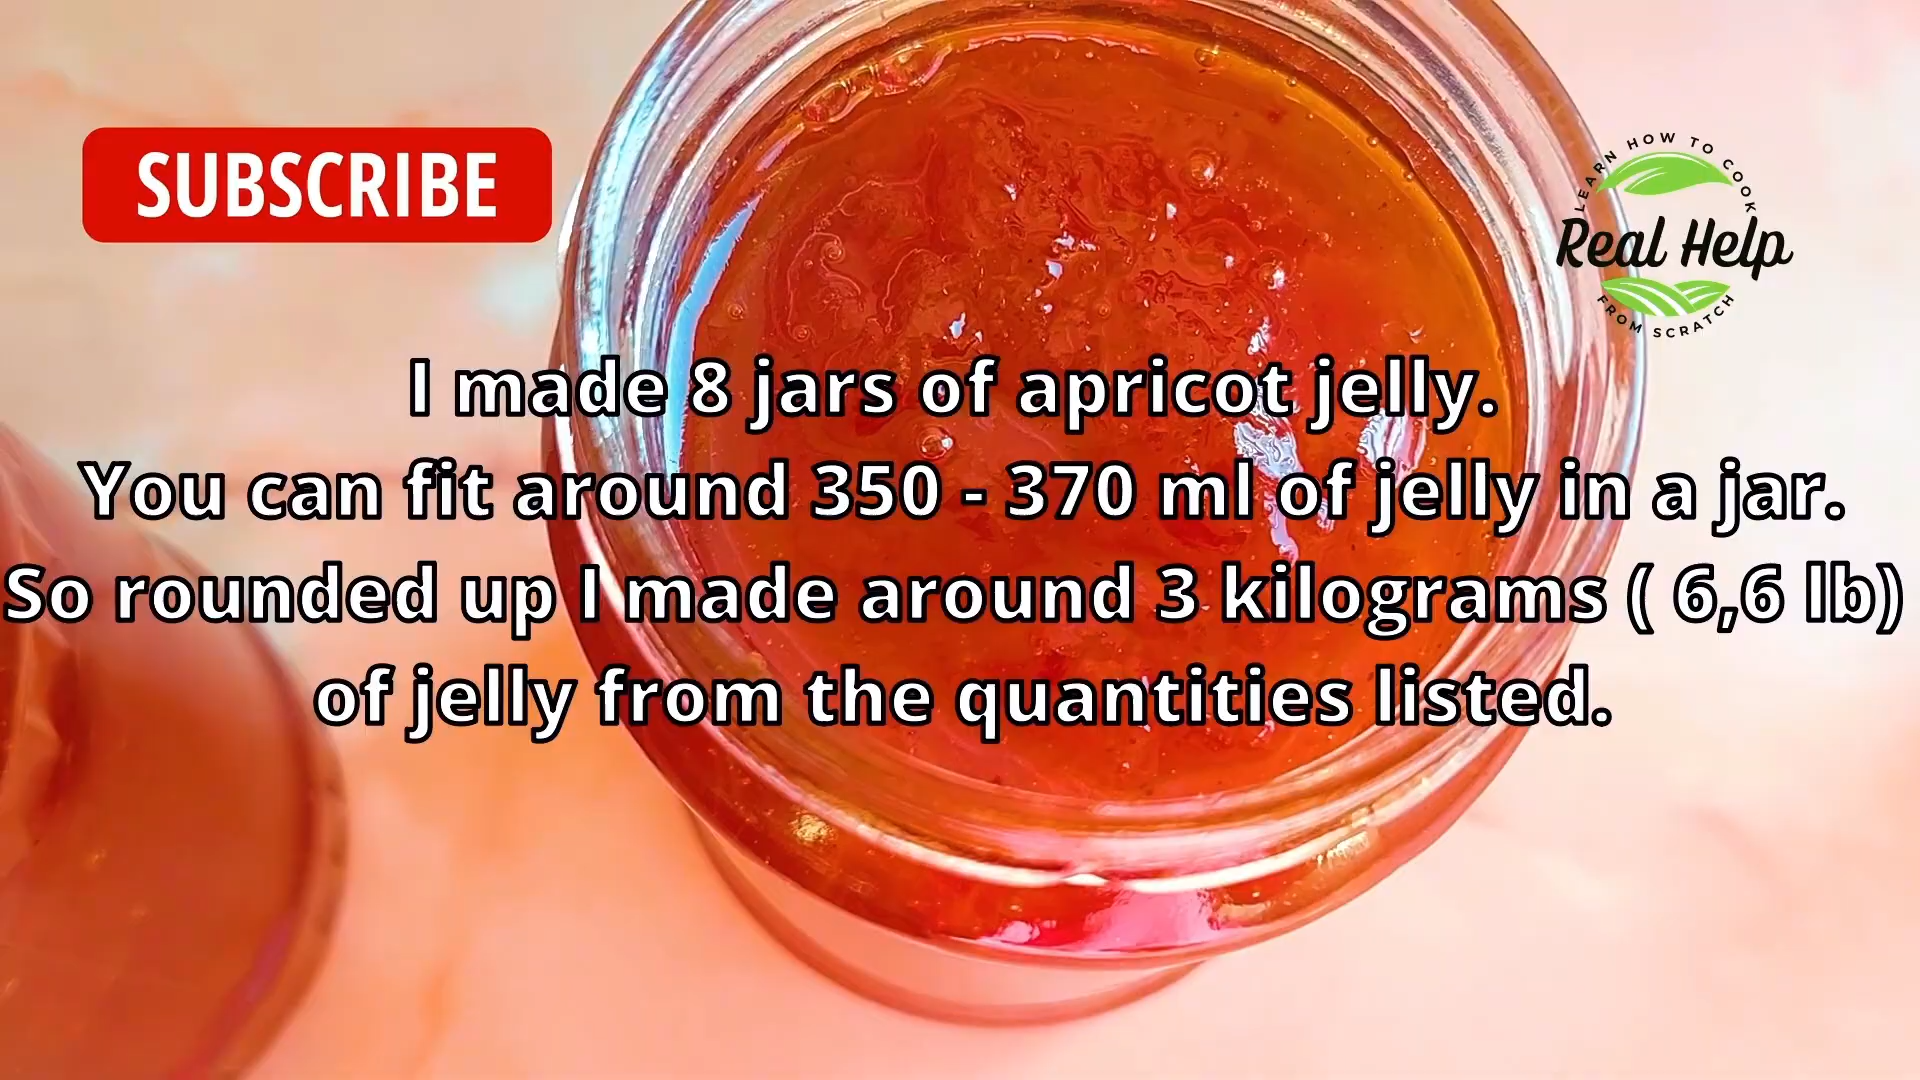 SUBSCRIBE
LEARN HOW TO COOK
Real Help
FROM SCRATCH
I made 8 jars of apricot jelly.
You can fit around 350 - 370 ml of jelly in a jar.
So rounded up I made around 3 kilograms ( 6,6 lb)
of jelly from the quantities listed.